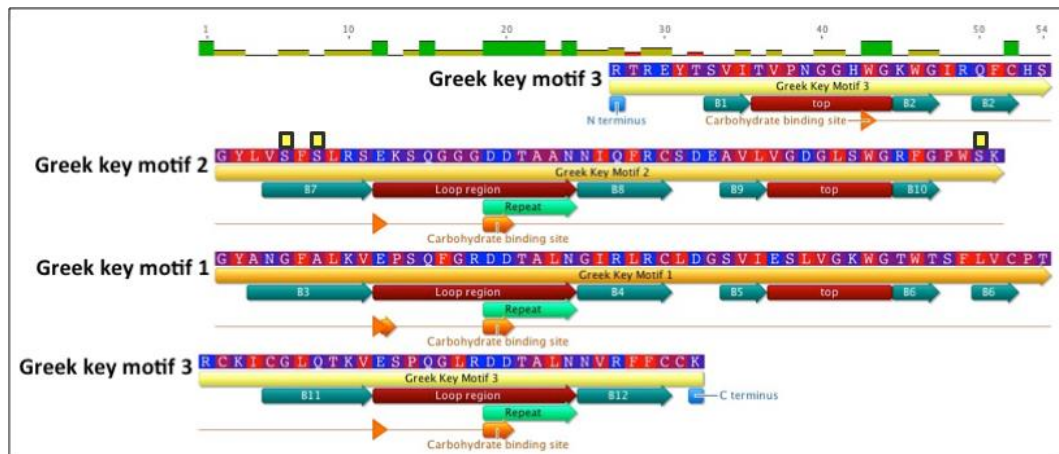 1 10 20 30 40 50 54
Greek key motif 3
R T R E Y T S V I T V P N G G H W G K W G I R Q F C H S
Greek Key Motif 3
B1 top B2 B2
N terminus Carbohydrate binding site
Greek key motif 2
G Y L V S F S L R S E K S Q G G G D D T A A N N I Q F R C S D E A V L V G D G L S W G R F G P W S K
Greek Key Motif 2
B7 Loop region B8 B9 top B10
Repeat
Carbohydrate binding site
Greek key motif 1
G Y A N G F A L K V E P S Q F G R D D T A L N G I R L R C L D G S V I E S L V G K W G T W T S F L V C P T
Greek Key Motif 1
B3 Loop region B4 B5 top B6 B6
Repeat
Carbohydrate binding site
Greek key motif 3
R C K I C G L Q T K V E S P Q G L R D D T A L N N V R F F C C K
Greek Key Motif 3
B11 Loop region B12 C terminus
Repeat
Carbohydrate binding site